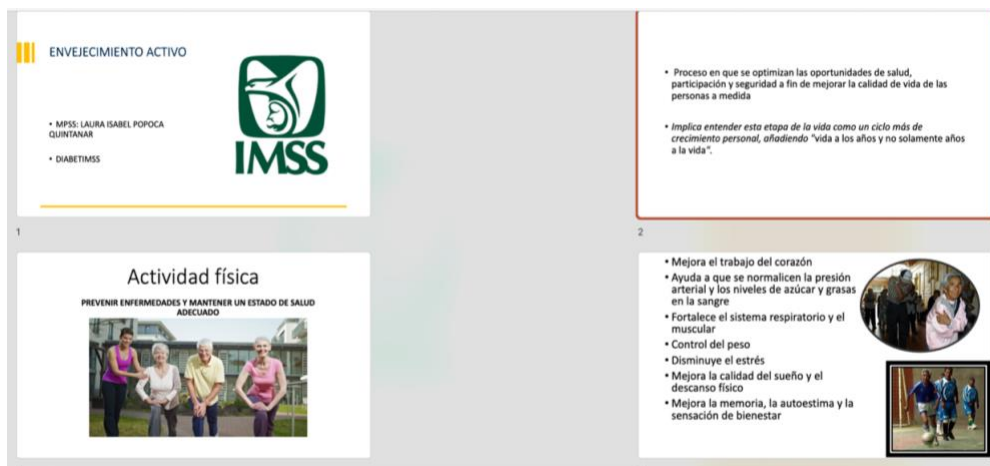 ENVEJECIMIENTO ACTIVO
• MPSS: LAURA ISABEL POPOCA
QUINTANAR
• DIABETIMSS
IMSS
1
• Proceso en que se optimizan las oportunidades de salud,
participación y seguridad a fin de mejorar la calidad de vida de las
personas a medida
• Implica entender esta etapa de la vida como un ciclo más de
crecimiento personal, añadiendo "vida a los años y no solamente años
a la vida".
2
Actividad física
PREVENIR ENFERMEDADES Y MANTENER UN ESTADO DE SALUD
ADECUADO
• Mejora el trabajo del corazón
• Ayuda a que se normalicen la presión
arterial y los niveles de azúcar y grasas
en la sangre
• Fortalece el sistema respiratorio y el
muscular
• Control del peso
• Disminuye el estrés
• Mejora la calidad del sueño y el
descanso físico
• Mejora la memoria, la autoestima y la
sensación de bienestar